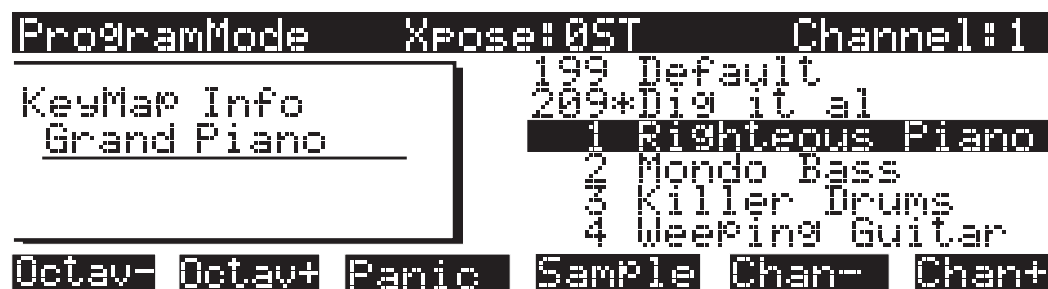 ProgramMode Xpose:0ST Channel:1
KeyMap Info
Grand Piano
199 Default
209*Dig it al
1 Righteous Piano
2 Mondo Bass
3 Killer Drums
4 Weeping Guitar
Octav- Octav+ Panic Sample Chan- Chan+